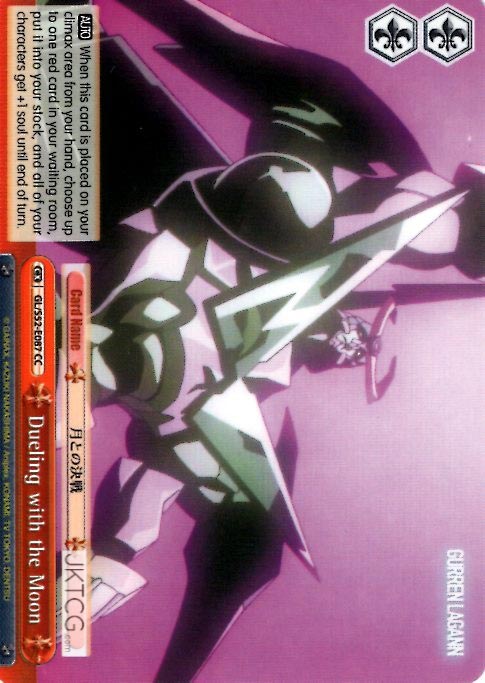 AUTO When this card is placed on your
climax area from your hand, choose up
to one red card in your waiting room,
put it into your stock, and all of your
characters get +1 soul until end of turn.
GL/S52-E087 CC
Dueling with the Moon
Card Name
月との決戦
JKTCG.com
© GAINAX, KAZUKI NAKASHIMA / Aniplex, KONAMI, TV TOKYO, DENTSU
GURREN LAGANN